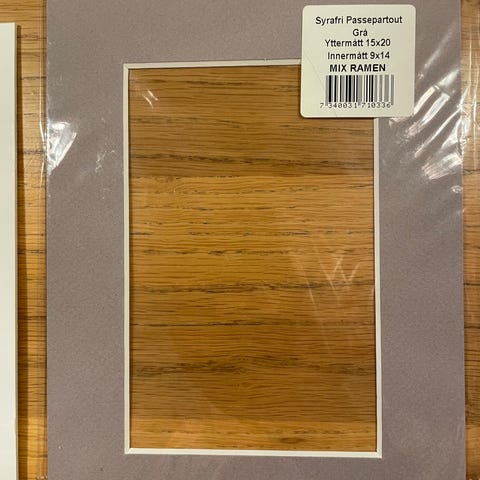 Syrafri Passepartout
Grå
Yttermått 15x20
Innermått 9x14
MIX RAMEN
7 340031 710336